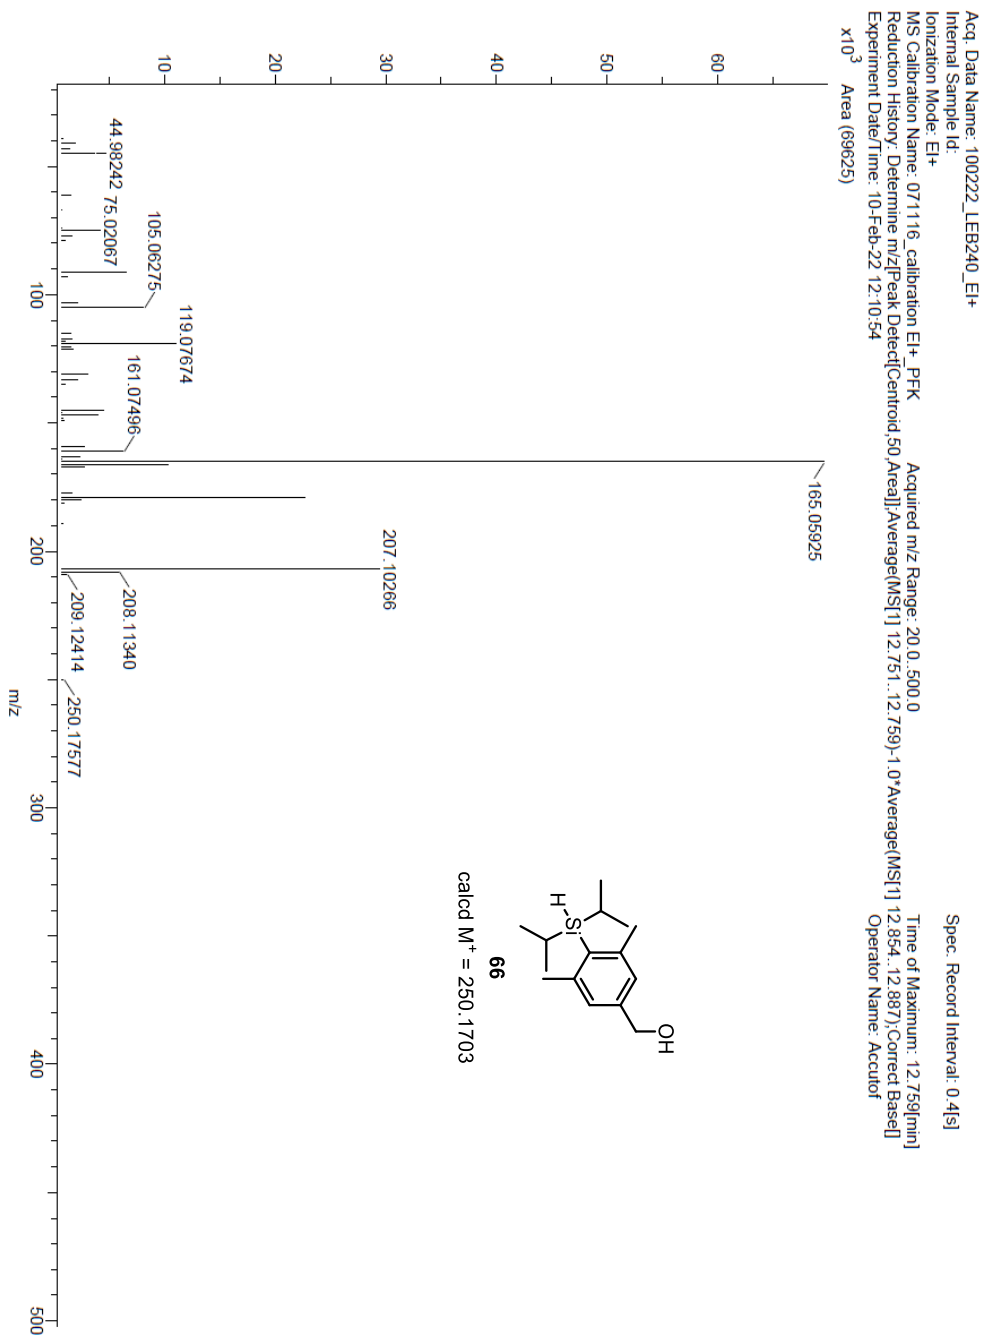 Acq. Data Name: 100222_LEB240_EI+
Internal Sample Id:
Spec. Record Interval: 0.4[s]
Ionization Mode: EI+
MS Calibration Name: 071116_calibration EI+_PFK
Acquired m/z Range: 20.0..500.0
Time of Maximum: 12.759[min]
Reduction History: Determine m/z[Peak Detect[Centroid,50,Area]];Average(MS[1] 12.751..12.759)-1.0*Average(MS[1] 12.854..12.887);Correct Base[]
Experiment Date/Time: 10-Feb-22 12:10:54
Operator Name: Accutof
x10³ Area (69625)
60
50
40
30
20
10
165.05925
207.10266
119.07674
105.06275
161.07496
208.11340
44.98242
75.02067
209.12414
250.17577
OH
Si
H
66
calcd M⁺ = 250.1703
100
200
300
400
500
m/z